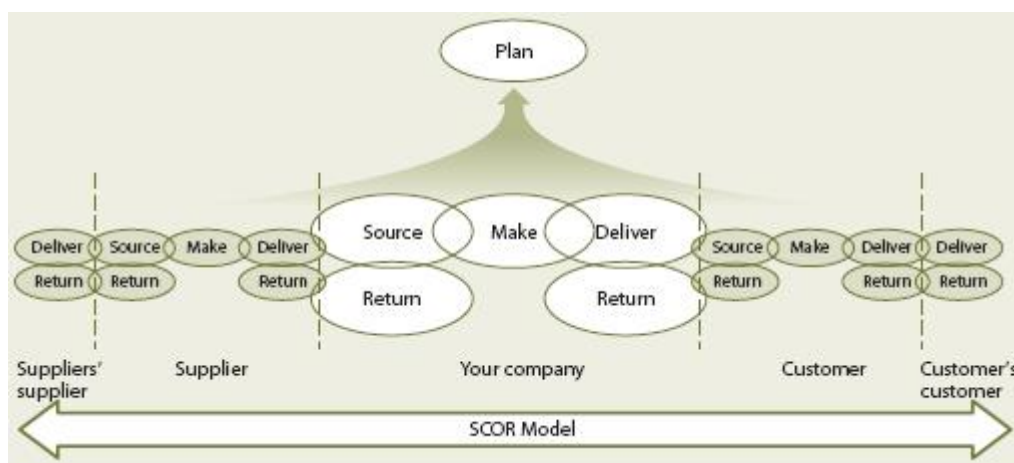 Plan
Source Make Deliver
Deliver Source Make Deliver Source Make Deliver Deliver
Return Return Return Return Return Return Return Return
Suppliers' supplier
Supplier
Your company
Customer
Customer's customer
SCOR Model